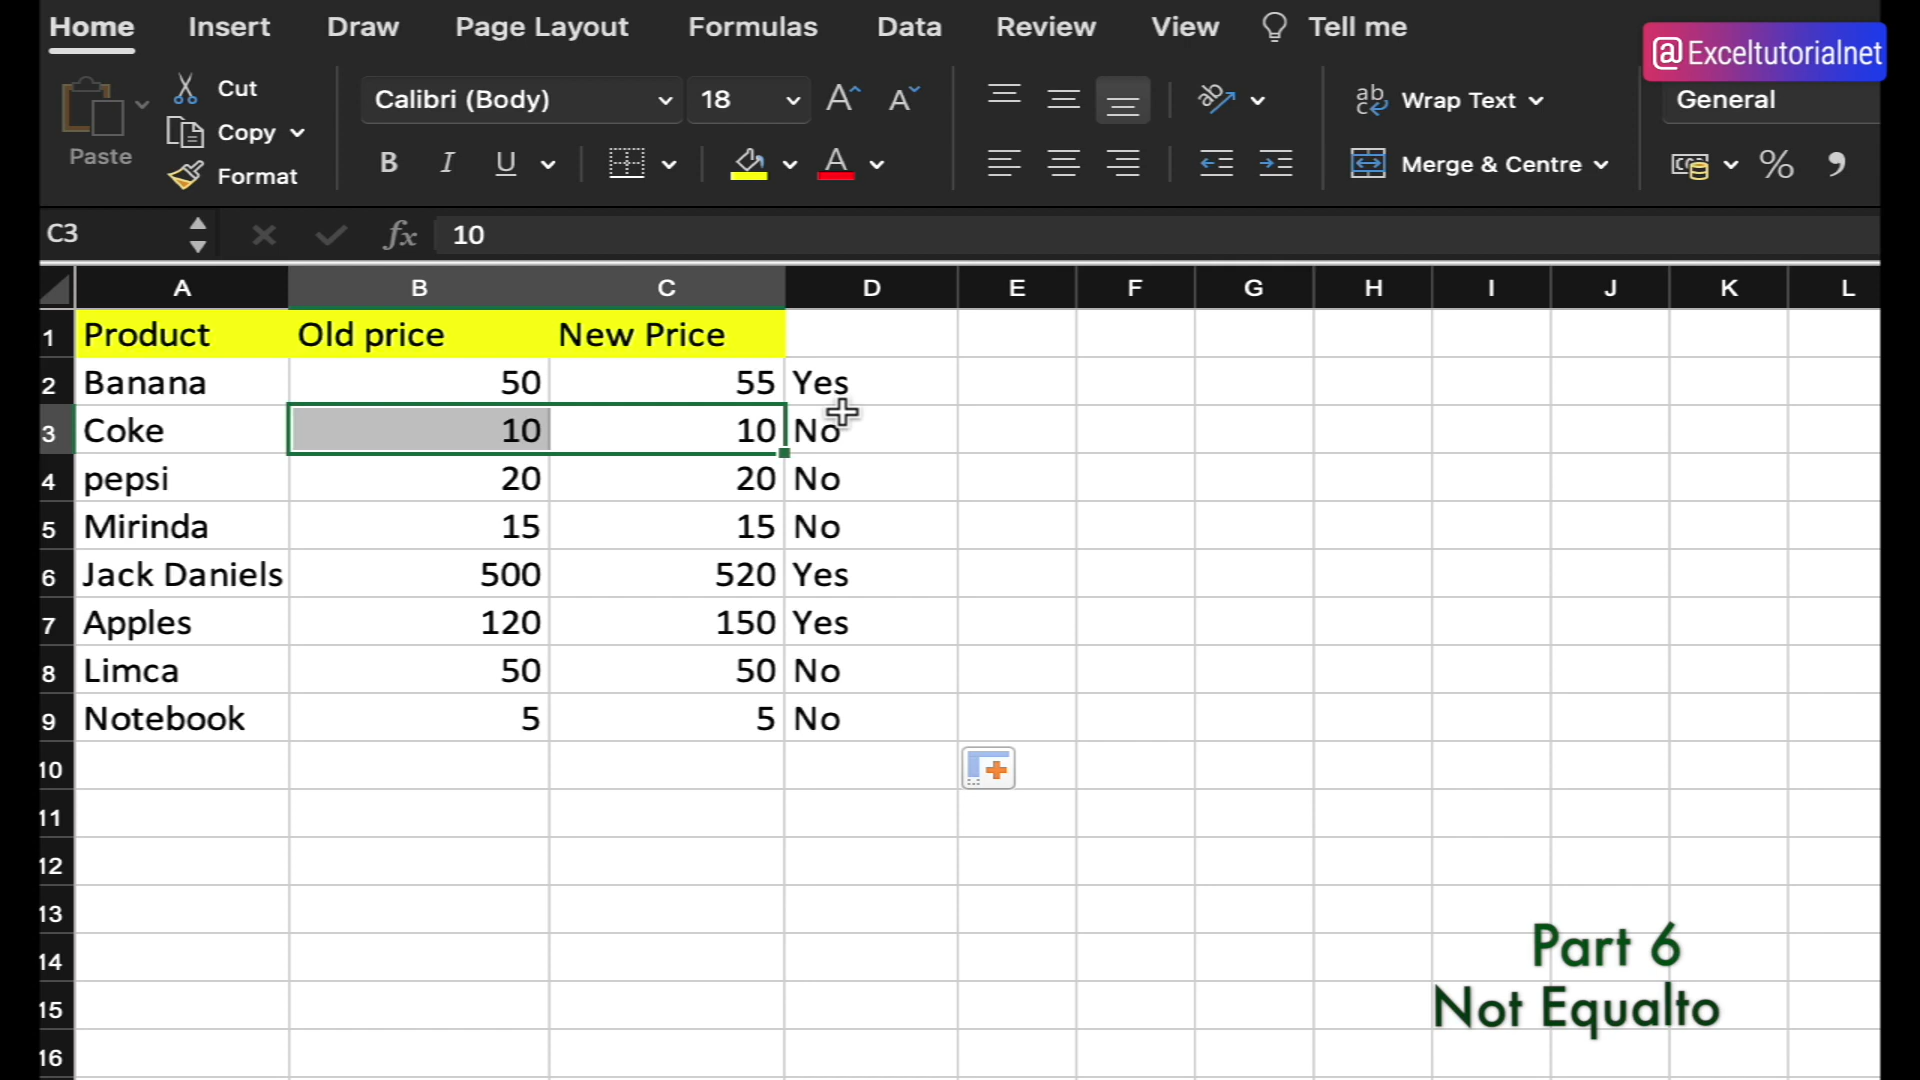 Home Insert Draw Page Layout Formulas Data Review View Tell me
@Exceltutorialnet
Paste
Cut
Copy
Format
Calibri (Body) 18 A A
B I U A
ab
ab c Wrap Text
Merge & Centre
General
%
C3 fx 10
A B C D E F G H I J K L
1 Product Old price New Price
2 Banana 50 55 Yes
3 Coke 10 10 No
4 pepsi 20 20 No
5 Mirinda 15 15 No
6 Jack Daniels 500 520 Yes
7 Apples 120 150 Yes
8 Limca 50 50 No
9 Notebook 5 5 No
10
11
12
13
14
15
16
Part 6
Not Equalto